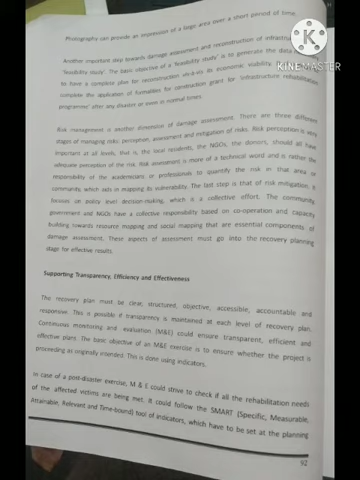 Photography can provide an impression of a large area over a short period of time.
Another important step towards damage assessment and reconstruction of infrastruc
'feasibility study'. The basic objective of a 'feasibility study' is to generate the data
to have a complete plan for reconstruction vis-à-vis its economic viability.
complete the application of formalities for construction grant for 'infrastructure rehabilitation
programme' after any disaster or even in normal times.
Risk management is another dimension of damage assessment. There are three different
stages of managing risks: perception, assessment and mitigation of risks. Risk perception is very
important at all levels, that is, the local residents, the NGOs, the donors, should all have
adequate perception of the risk. Risk assessment is more of a technical word and is rather the
responsibility of the academicians or professionals to quantify the risk in that area or
community, which aids in mapping its vulnerability. The last step is that of risk mitigation, it
focuses on policy level decision-making, which is a collective effort. The community,
government and NGOs have a collective responsibility based on co-operation and capacity
building towards resource mapping and social mapping that are essential components of
damage assessment. These aspects of assessment must go into the recovery planning
stage for effective results.
Supporting Transparency, Efficiency and Effectiveness
The recovery plan must be clear, structured, objective, accessible, accountable and
responsive. This is possible if transparency is maintained at each level of recovery plan.
Continuous monitoring and evaluation (M&E) could ensure transparent, efficient and
effective plans. The basic objective of an M&E exercise is to ensure whether the project is
proceeding as originally intended. This is done using indicators.
In case of a post-disaster exercise, M & E could strive to check if all the rehabilitation needs
of the affected victims are being met. It could follow the SMART (Specific, Measurable,
Attainable, Relevant and Time-bound) tool of indicators, which have to be set at the planning
92
Made with
KINEMASTER